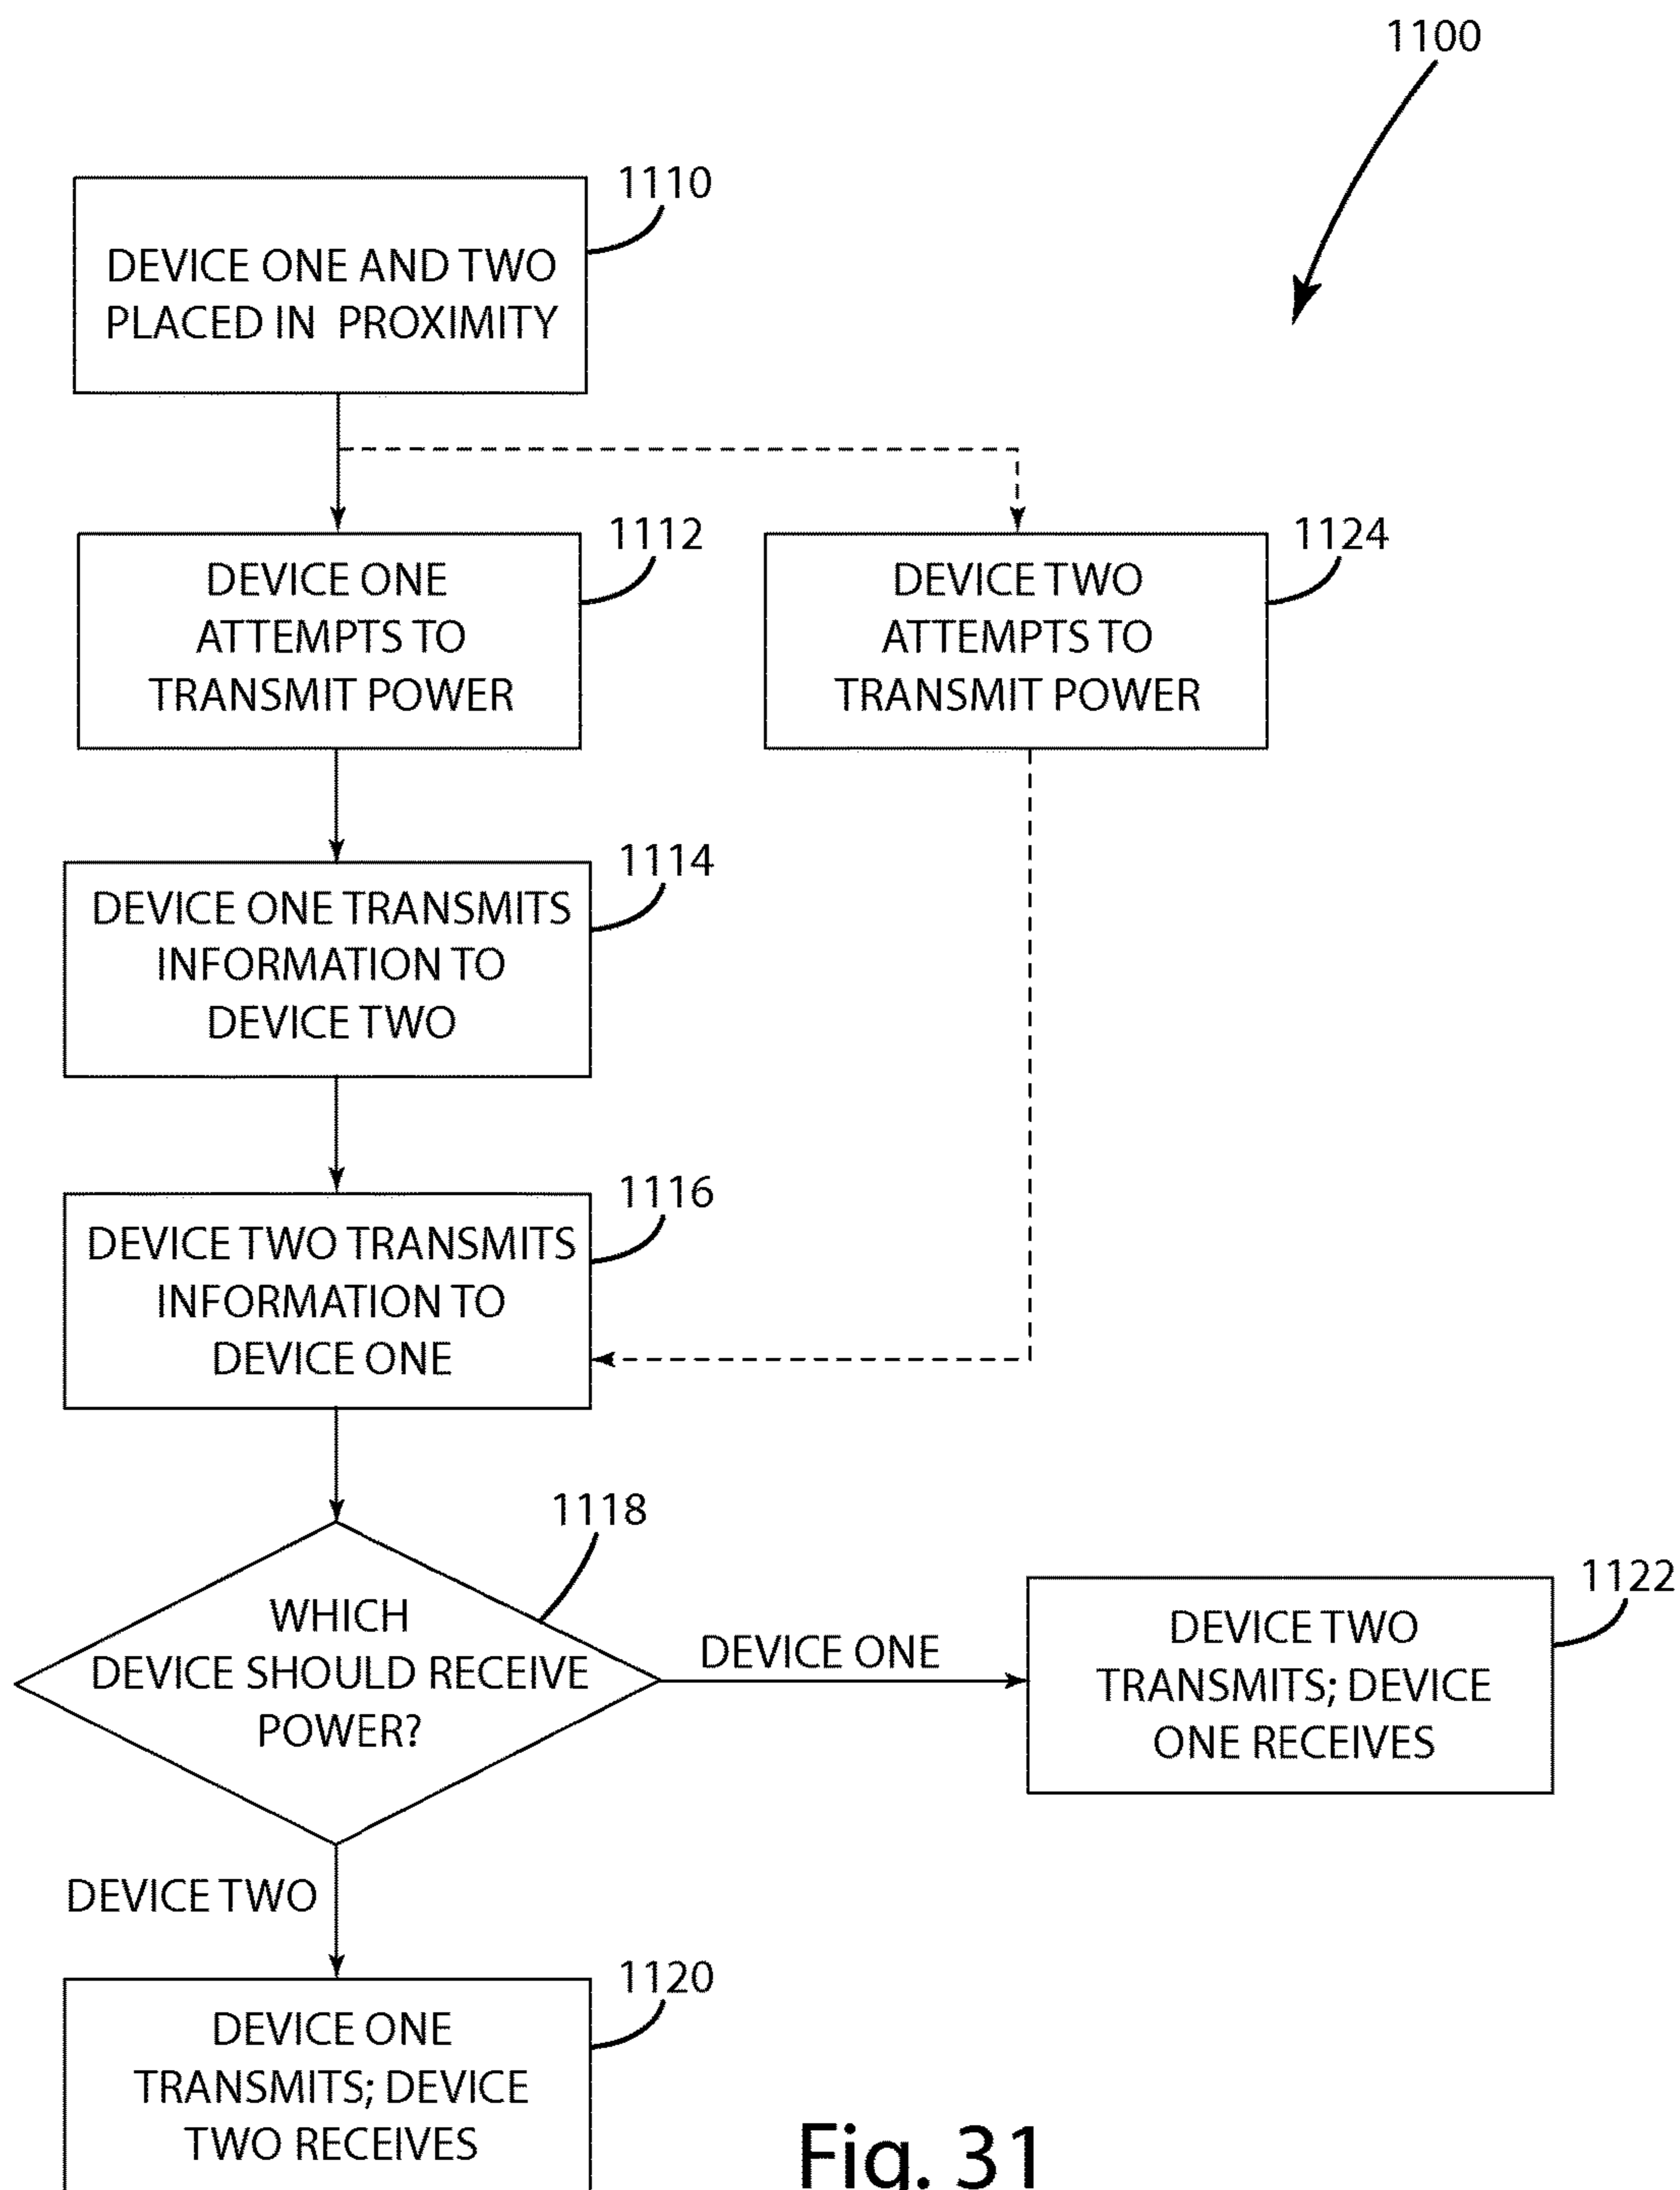 1100
1110
DEVICE ONE AND TWO
PLACED IN PROXIMITY
1112
DEVICE ONE
ATTEMPTS TO
TRANSMIT POWER
1124
DEVICE TWO
ATTEMPTS TO
TRANSMIT POWER
1114
DEVICE ONE TRANSMITS
INFORMATION TO
DEVICE TWO
1116
DEVICE TWO TRANSMITS
INFORMATION TO
DEVICE ONE
1118
WHICH
DEVICE SHOULD RECEIVE
POWER?
DEVICE ONE
1122
DEVICE TWO
TRANSMITS; DEVICE
ONE RECEIVES
DEVICE TWO
1120
DEVICE ONE
TRANSMITS; DEVICE
TWO RECEIVES
Fig. 31